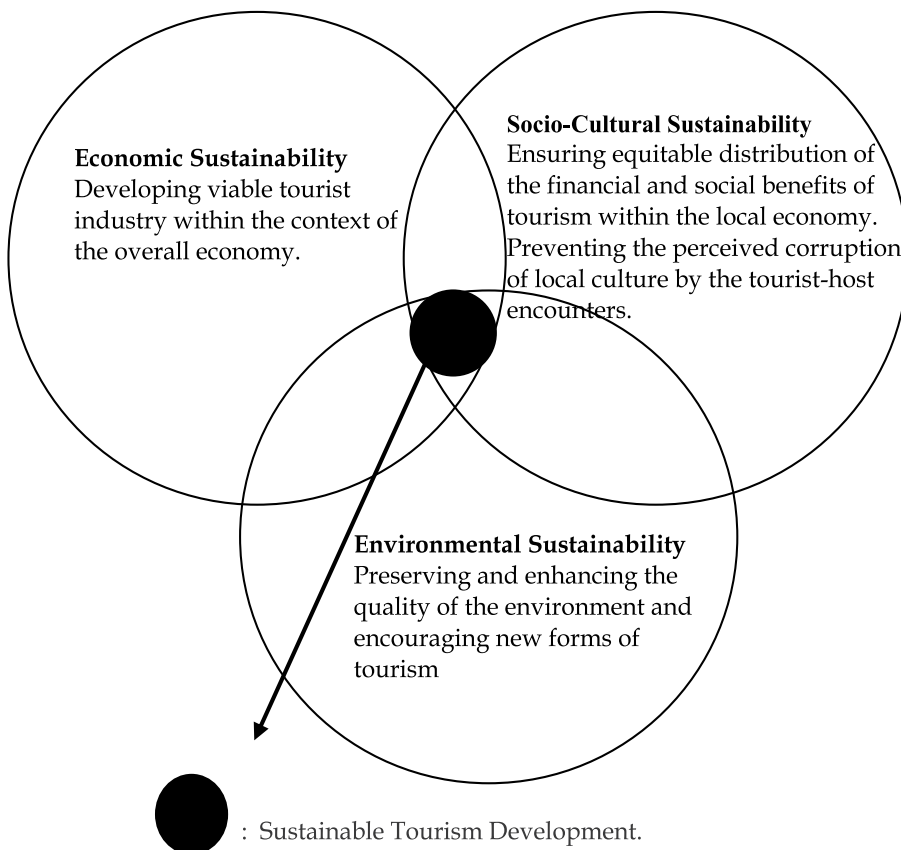 Economic Sustainability
Developing viable tourist
industry within the context of
the overall economy.
Socio-Cultural Sustainability
Ensuring equitable distribution of
the financial and social benefits of
tourism within the local economy.
Preventing the perceived corruption
of local culture by the tourist-host
encounters.
Environmental Sustainability
Preserving and enhancing the
quality of the environment and
encouraging new forms of
tourism
: Sustainable Tourism Development.